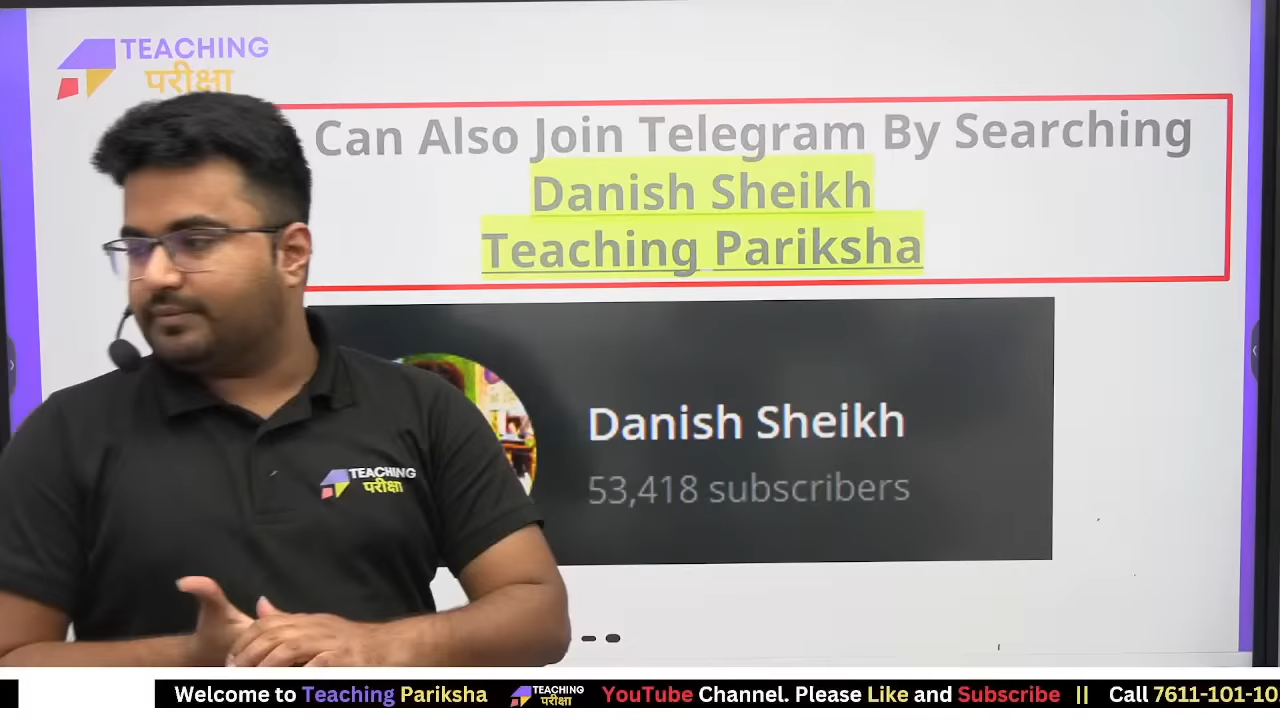 TEACHING
परीक्षा
Can Also Join Telegram By Searching
Danish Sheikh
Teaching Pariksha
Danish Sheikh
53,418 subscribers
TEACHING
परीक्षा
Welcome to Teaching Pariksha TEACHING परीक्षा YouTube Channel. Please Like and Subscribe || Call 7611-101-10